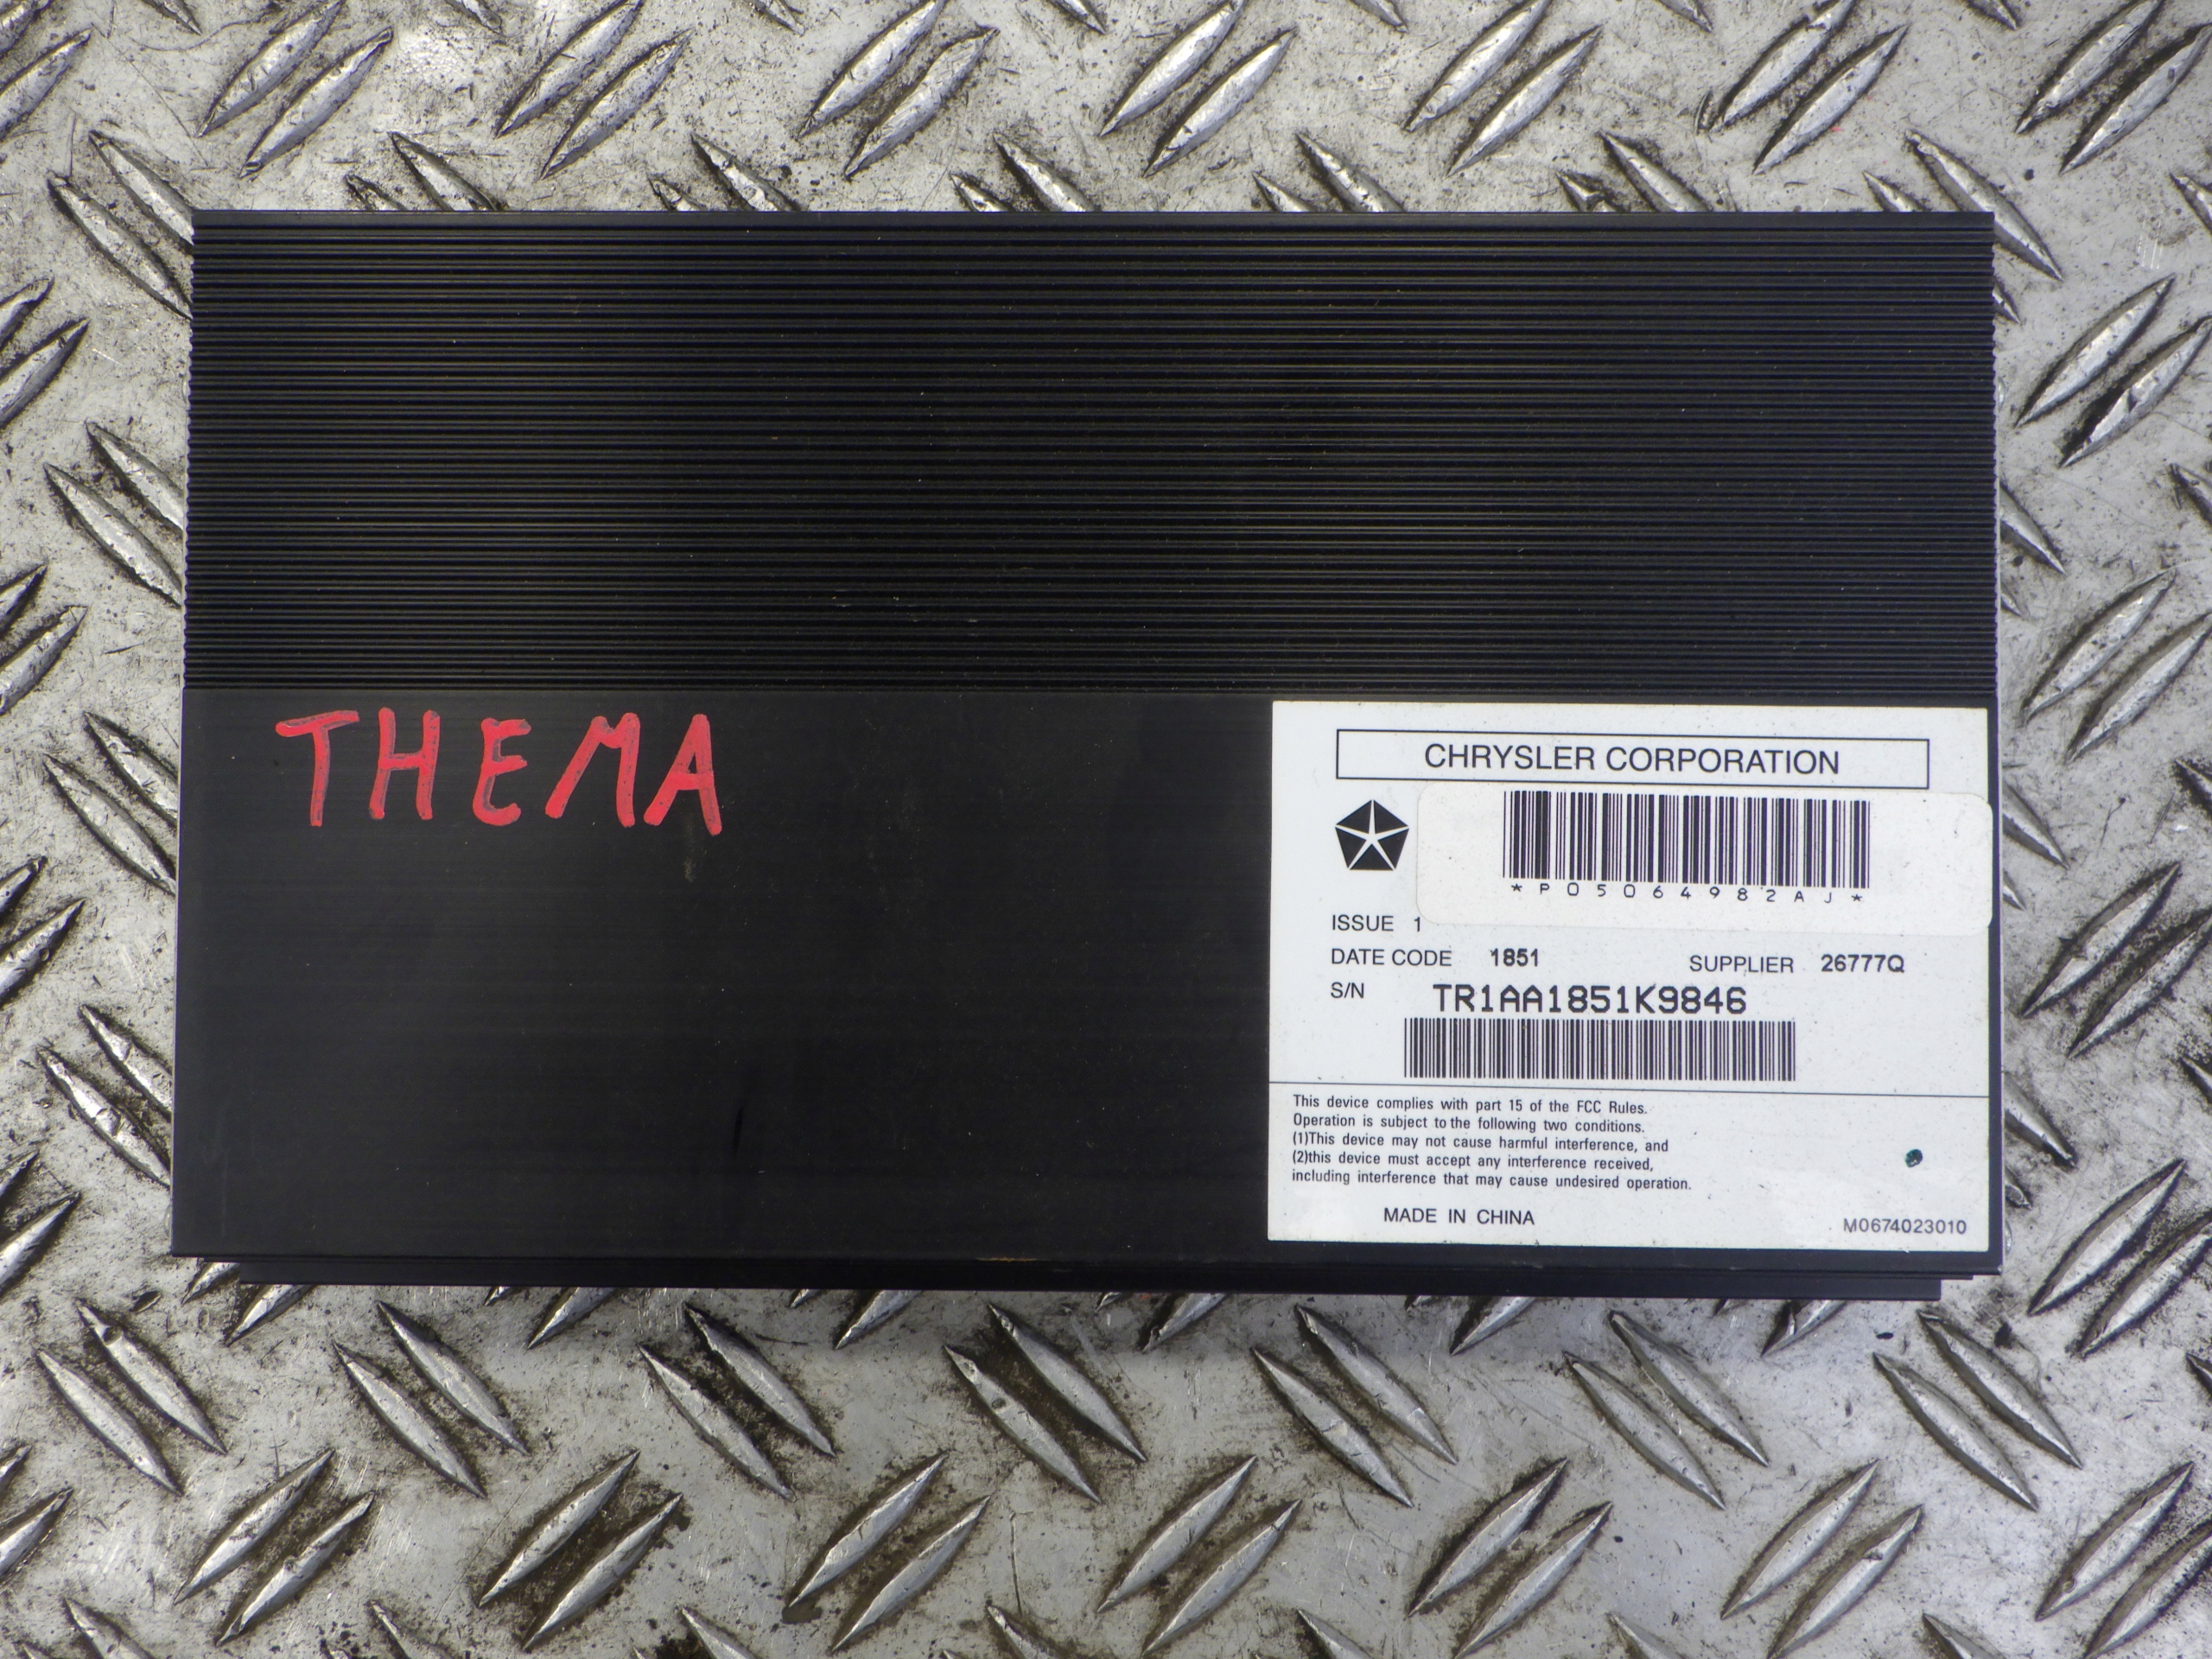 THEMA
CHRYSLER CORPORATION
*P05064982AJ*
ISSUE 1
DATE CODE 1851 SUPPLIER 26777Q
S/N TR1AA1851K9846
This device complies with part 15 of the FCC Rules.
Operation is subject to the following two conditions.
(1)This device may not cause harmful interference, and
(2)this device must accept any interference received,
including interference that may cause undesired operation.
MADE IN CHINA M0674023010